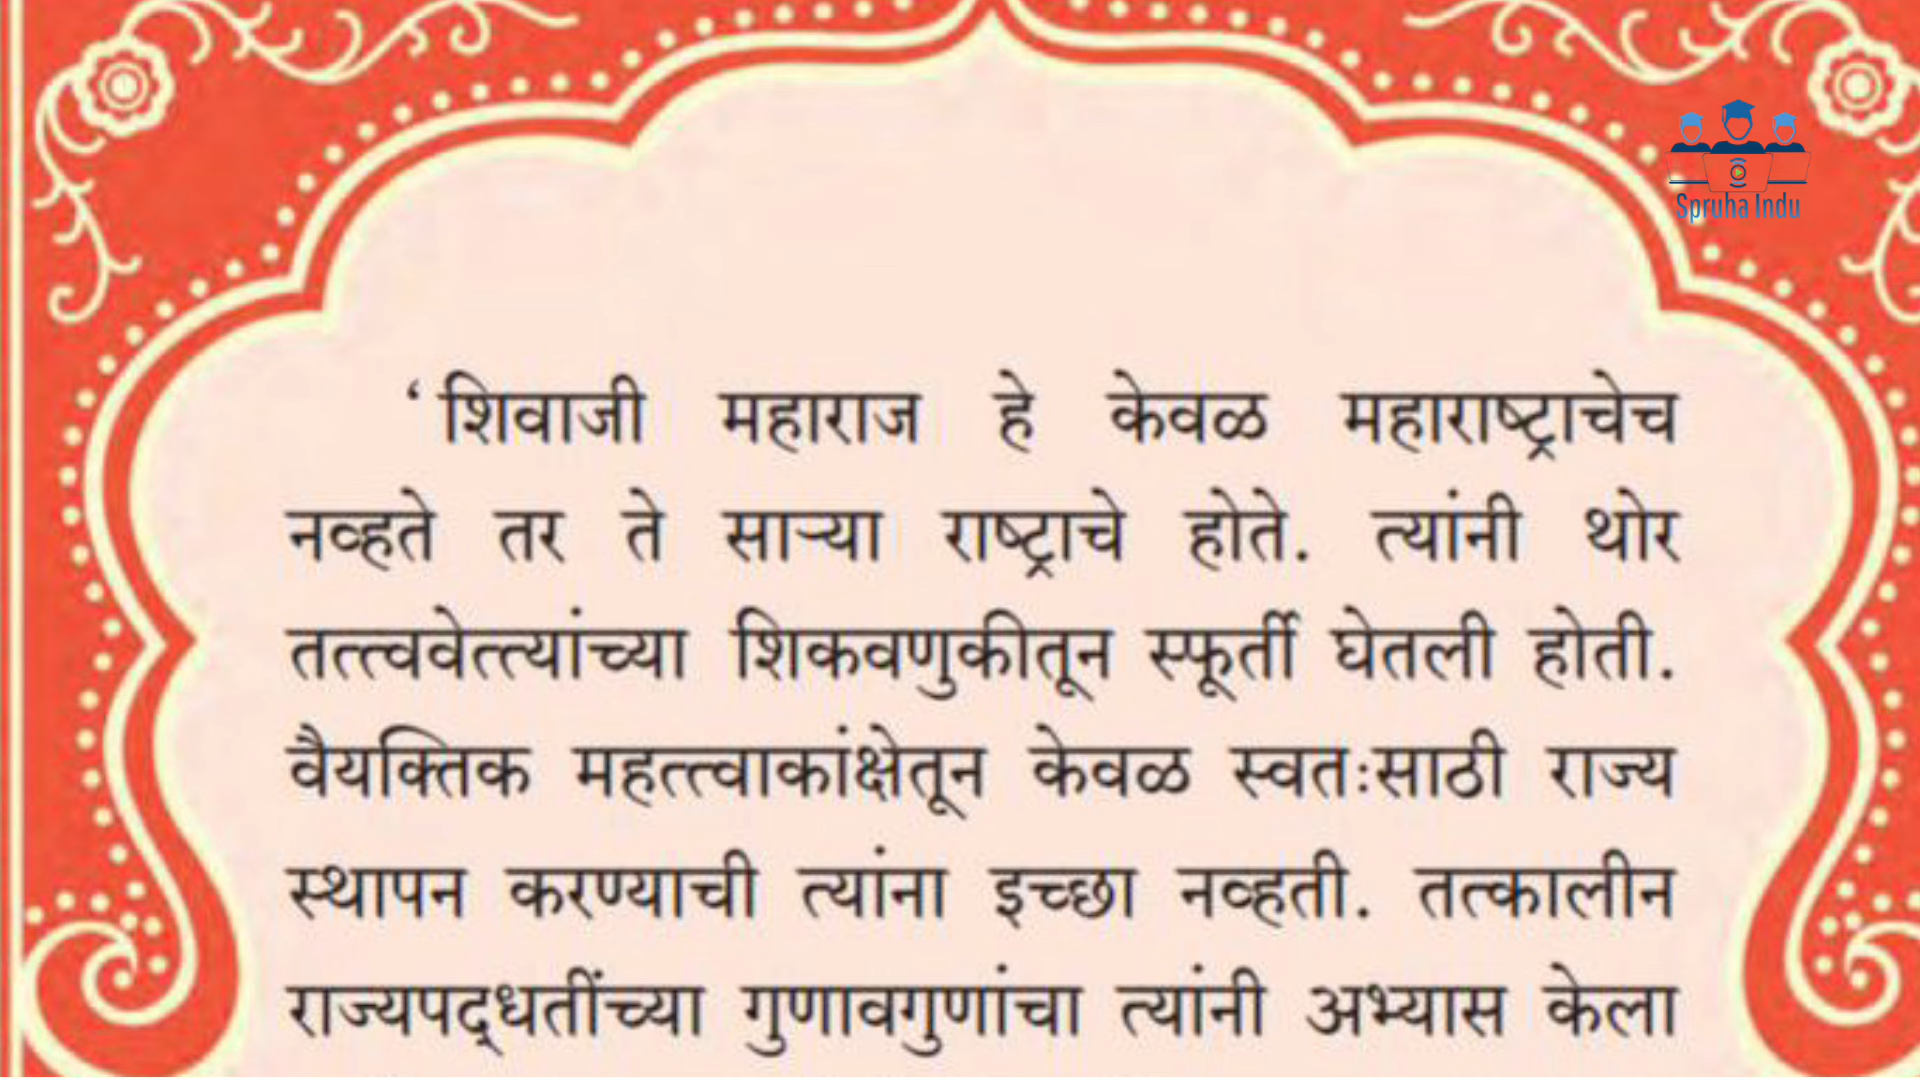 Spruha Indu
‘शिवाजी महाराज हे केवळ महाराष्ट्राचेच
नव्हते तर ते साऱ्या राष्ट्राचे होते. त्यांनी थोर
तत्त्ववेत्त्यांच्या शिकवणुकीतून स्फूर्ती घेतली होती.
वैयक्तिक महत्त्वाकांक्षेतून केवळ स्वतःसाठी राज्य
स्थापन करण्याची त्यांना इच्छा नव्हती. तत्कालीन
राज्यपद्धतींच्या गुणावगुणांचा त्यांनी अभ्यास केला